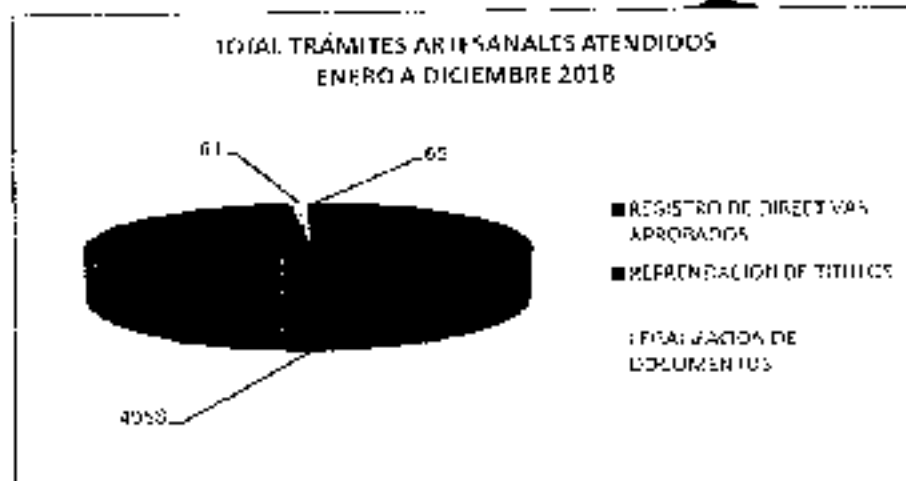 TOTAL TRÁMITES ARTESANALES ATENDIDOS
ENERO A DICIEMBRE 2018
61
65
REGISTRO DE DIRECTIVAS
APROBADOS
REFRENDACION DE TITULOS
LEGALIZACION DE
DOCUMENTOS